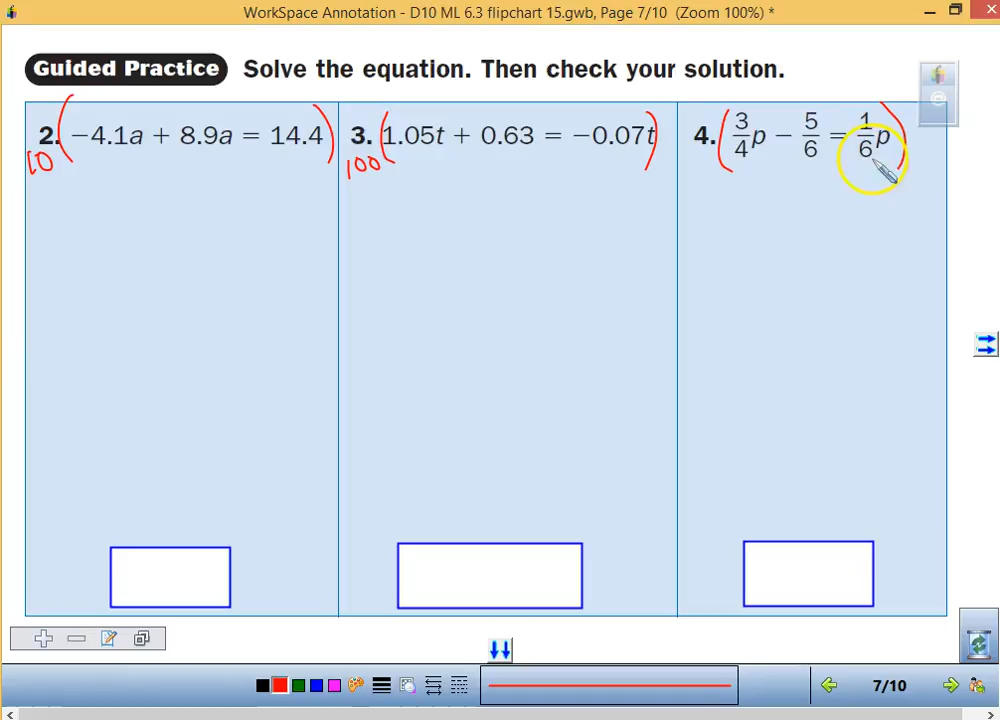 WorkSpace Annotation - D10 ML 6.3 flipchart 15.gwb, Page 7/10 (Zoom 100%) *
Guided Practice Solve the equation. Then check your solution.
2. (−4.1a + 8.9a = 14.4)
10
3. (1.05t + 0.63 = −0.07t)
100
4. (3/4 p − 5/6 = 1/6 p)
7/10